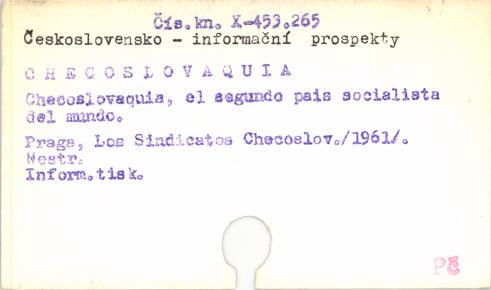 Čís.kn. X-453.265
Československo - informační prospekty
C H E C O S L O V A Q U I A
Checoslovaquia, el segundo pais socialista
del mundo.
Praga, Los Sindicatos Checoslov./1961/.
Nestr.
Inform.tisk.
Pč